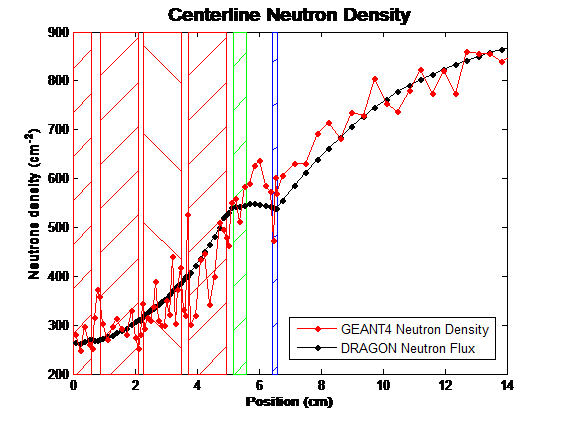 Centerline Neutron Density
900
800
700
600
500
400
300
200
Neutrons density (cm-2)
0 2 4 6 8 10 12 14
Position (cm)
GEANT4 Neutron Density
DRAGON Neutron Flux